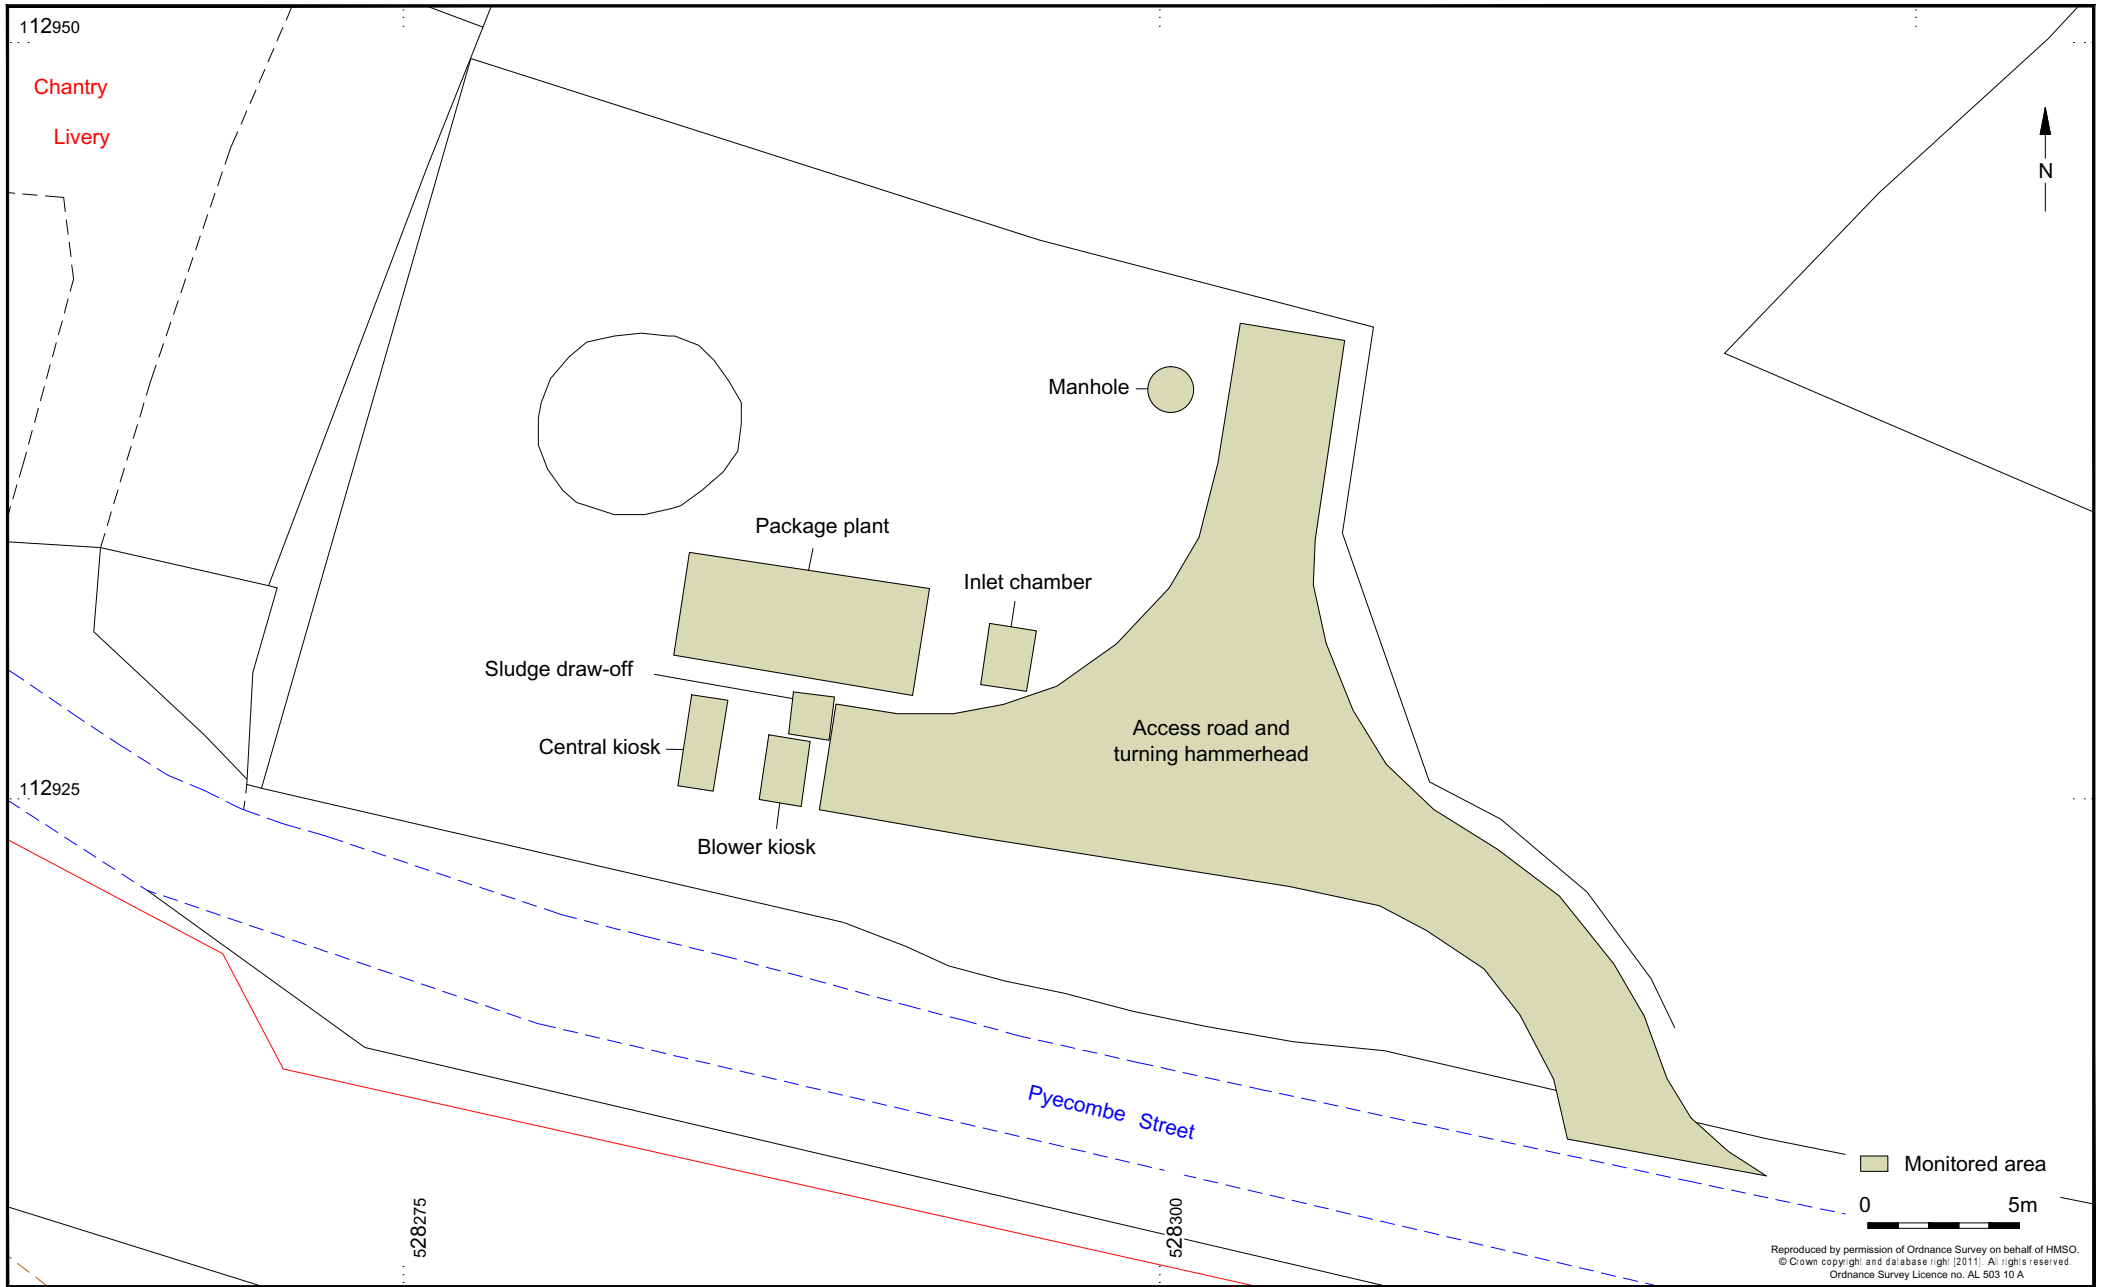 112950
Chantry
Livery
N
Manhole
Package plant
Inlet chamber
Sludge draw-off
Access road and
turning hammerhead
Central kiosk
112925
Blower kiosk
Pyecombe Street
Monitored area
0 5m
528275
528300
Reproduced by permission of Ordnance Survey on behalf of HMSO.
© Crown copyright and database right [2011]. All rights reserved.
Ordnance Survey Licence no. AL 503 10 A